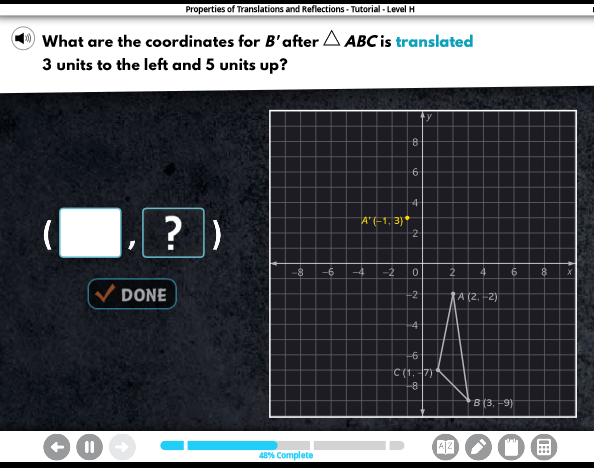 Properties of Translations and Reflections - Tutorial - Level H
What are the coordinates for B′ after △ ABC is translated
3 units to the left and 5 units up?
( , ? )
DONE
y
8
6
4
A′ (−1, 3)
2
−8 −6 −4 −2 0 2 4 6 8 x
−2
A (2, −2)
−4
−6
C (1, −7)
−8
B (3, −9)
A Z
48% Complete